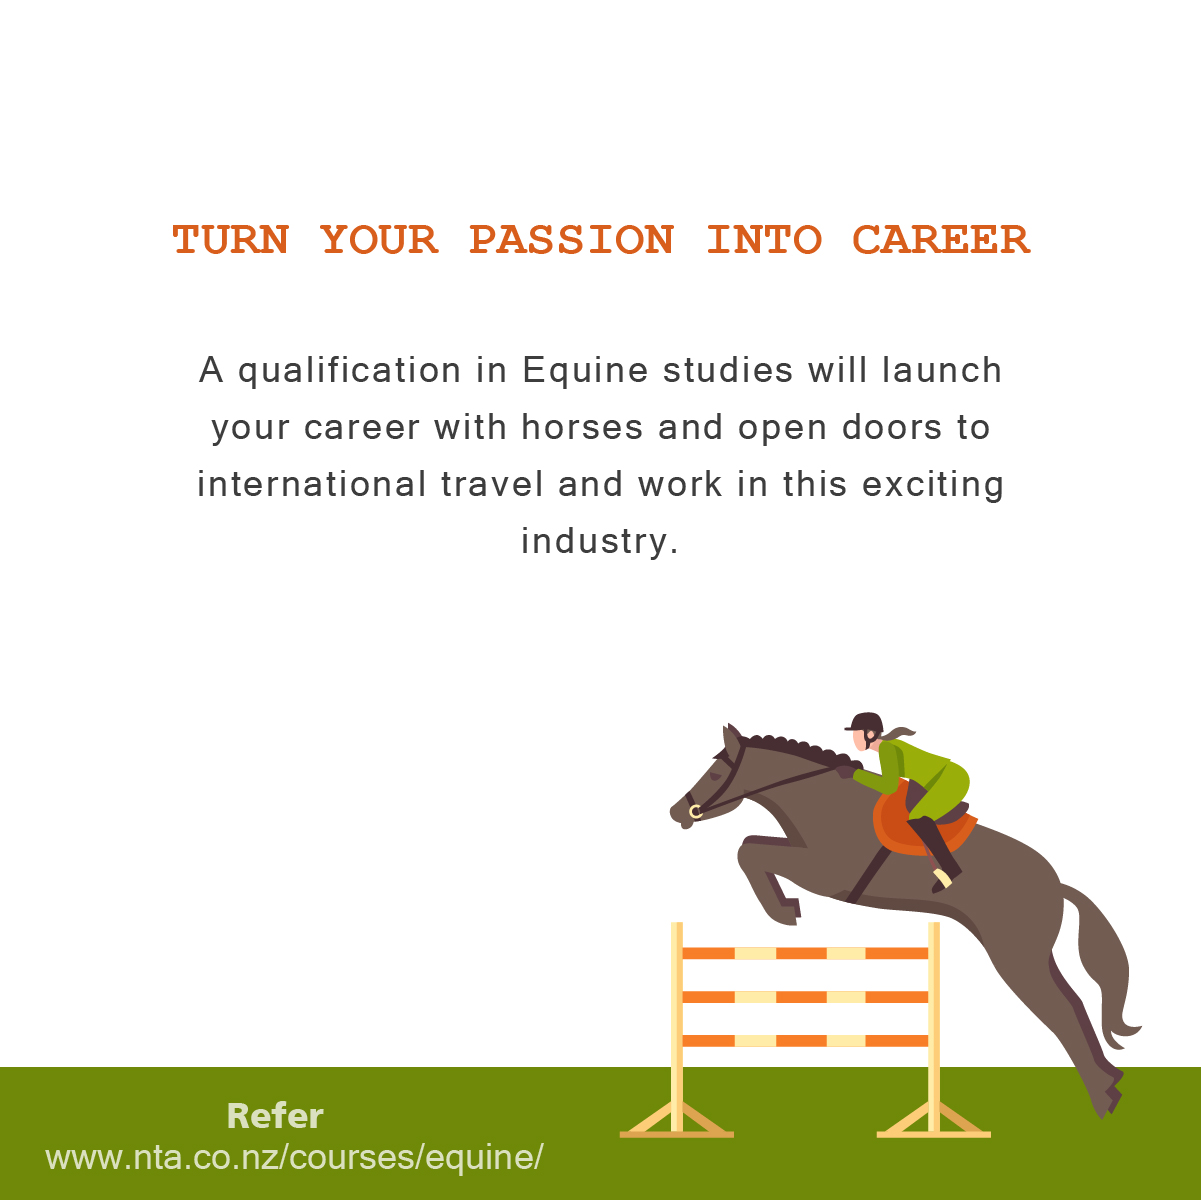 TURN YOUR PASSION INTO CAREER
A qualification in Equine studies will launch
your career with horses and open doors to
international travel and work in this exciting
industry.
Refer
www.nta.co.nz/courses/equine/